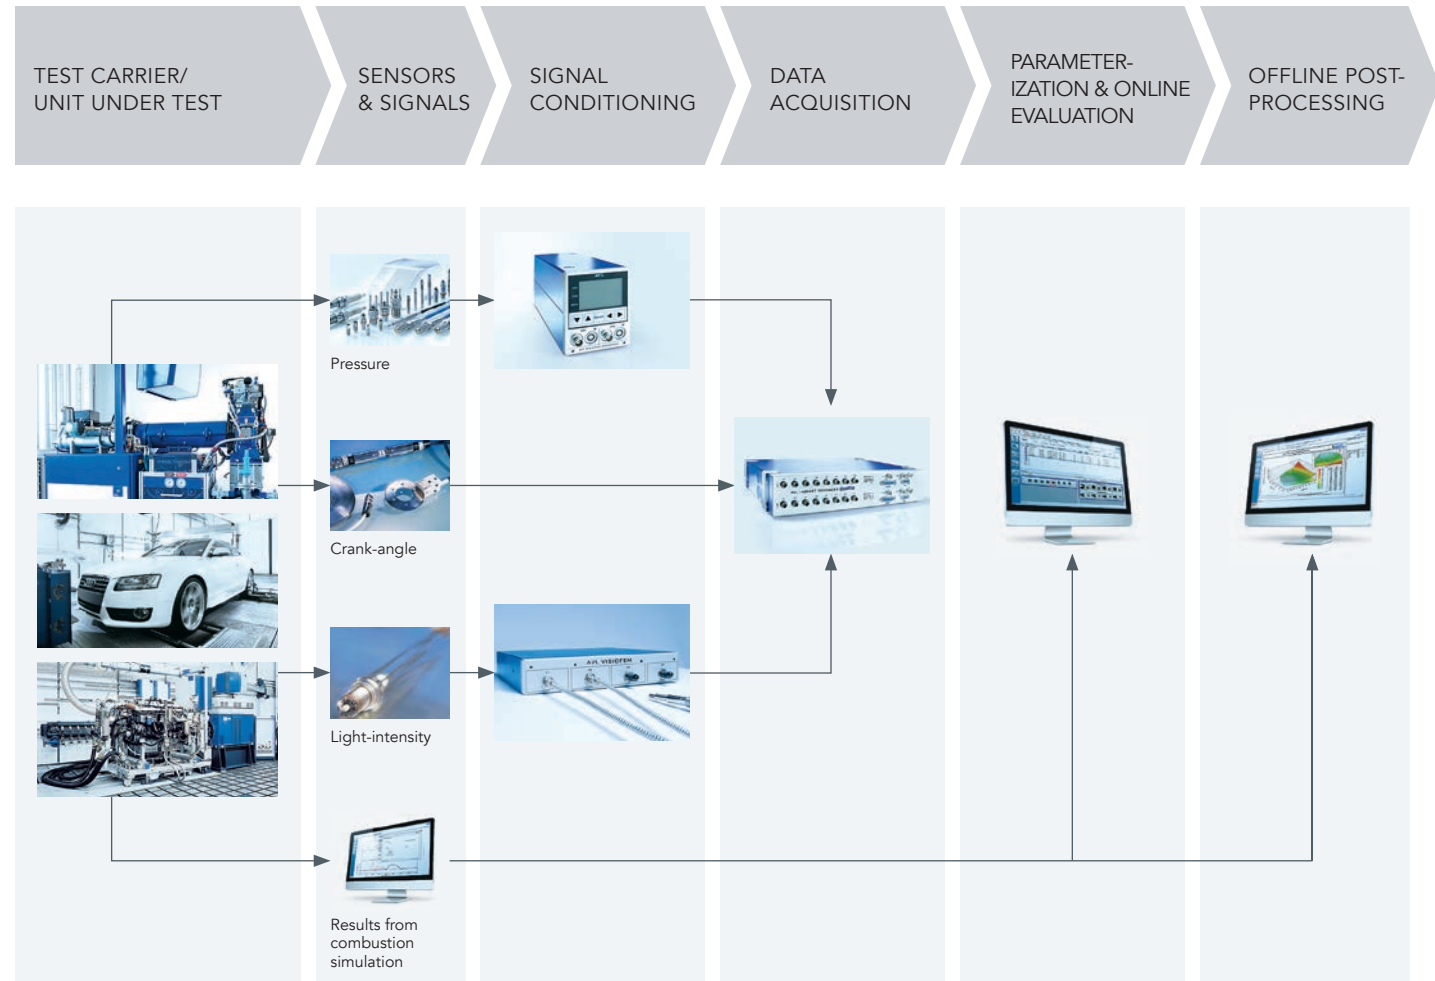 TEST CARRIER/
UNIT UNDER TEST
SENSORS
& SIGNALS
SIGNAL
CONDITIONING
DATA
ACQUISITION
PARAMETER-
IZATION & ONLINE
EVALUATION
OFFLINE POST-
PROCESSING
Pressure
Crank-angle
AVL VISIOFEM
Light-intensity
Results from
combustion
simulation